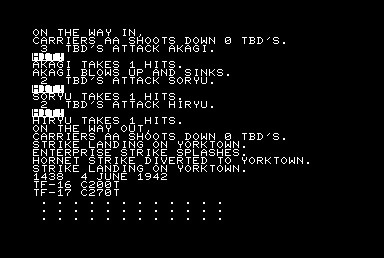 ON THE WAY IN,
CARRIERS AA SHOOTS DOWN 0 TBD'S.
3 TBD'S ATTACK AKAGI.
HIT!
AKAGI TAKES 1 HITS.
AKAGI BLOWS UP AND SINKS.
2 TBD'S ATTACK SORYU.
HIT!
SORYU TAKES 1 HITS.
2 TBD'S ATTACK HIRYU.
HIT!
HIRYU TAKES 1 HITS.
ON THE WAY OUT,
CARRIERS AA SHOOTS DOWN 0 TBD'S.
STRIKE LANDING ON YORKTOWN.
ENTERPRISE STRIKE SPLASHES.
HORNET STRIKE DIVERTED TO YORKTOWN.
STRIKE LANDING ON YORKTOWN.
1438 4 JUNE 1942
TF-16 C200T
TF-17 C270T
. . . . . . . . . . . .
. . . . . . . . . . . .